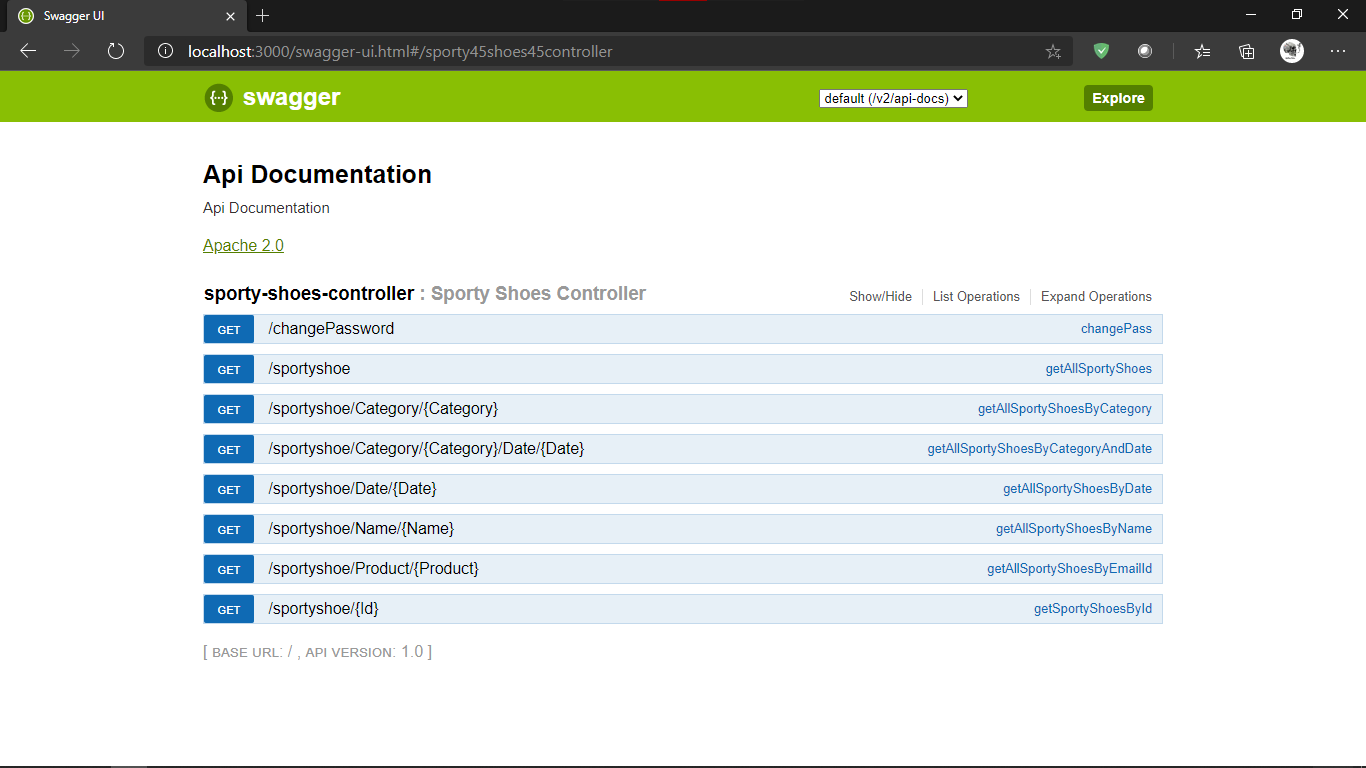 Swagger UI
localhost:3000/swagger-ui.html#/sporty45shoes45controller
{··} swagger default (/v2/api-docs) Explore
Api Documentation
Api Documentation
Apache 2.0
sporty-shoes-controller : Sporty Shoes Controller Show/Hide List Operations Expand Operations
GET /changePassword changePass
GET /sportyshoe getAllSportyShoes
GET /sportyshoe/Category/{Category} getAllSportyShoesByCategory
GET /sportyshoe/Category/{Category}/Date/{Date} getAllSportyShoesByCategoryAndDate
GET /sportyshoe/Date/{Date} getAllSportyShoesByDate
GET /sportyshoe/Name/{Name} getAllSportyShoesByName
GET /sportyshoe/Product/{Product} getAllSportyShoesByEmailId
GET /sportyshoe/{Id} getSportyShoesById
[ BASE URL: / , API VERSION: 1.0 ]